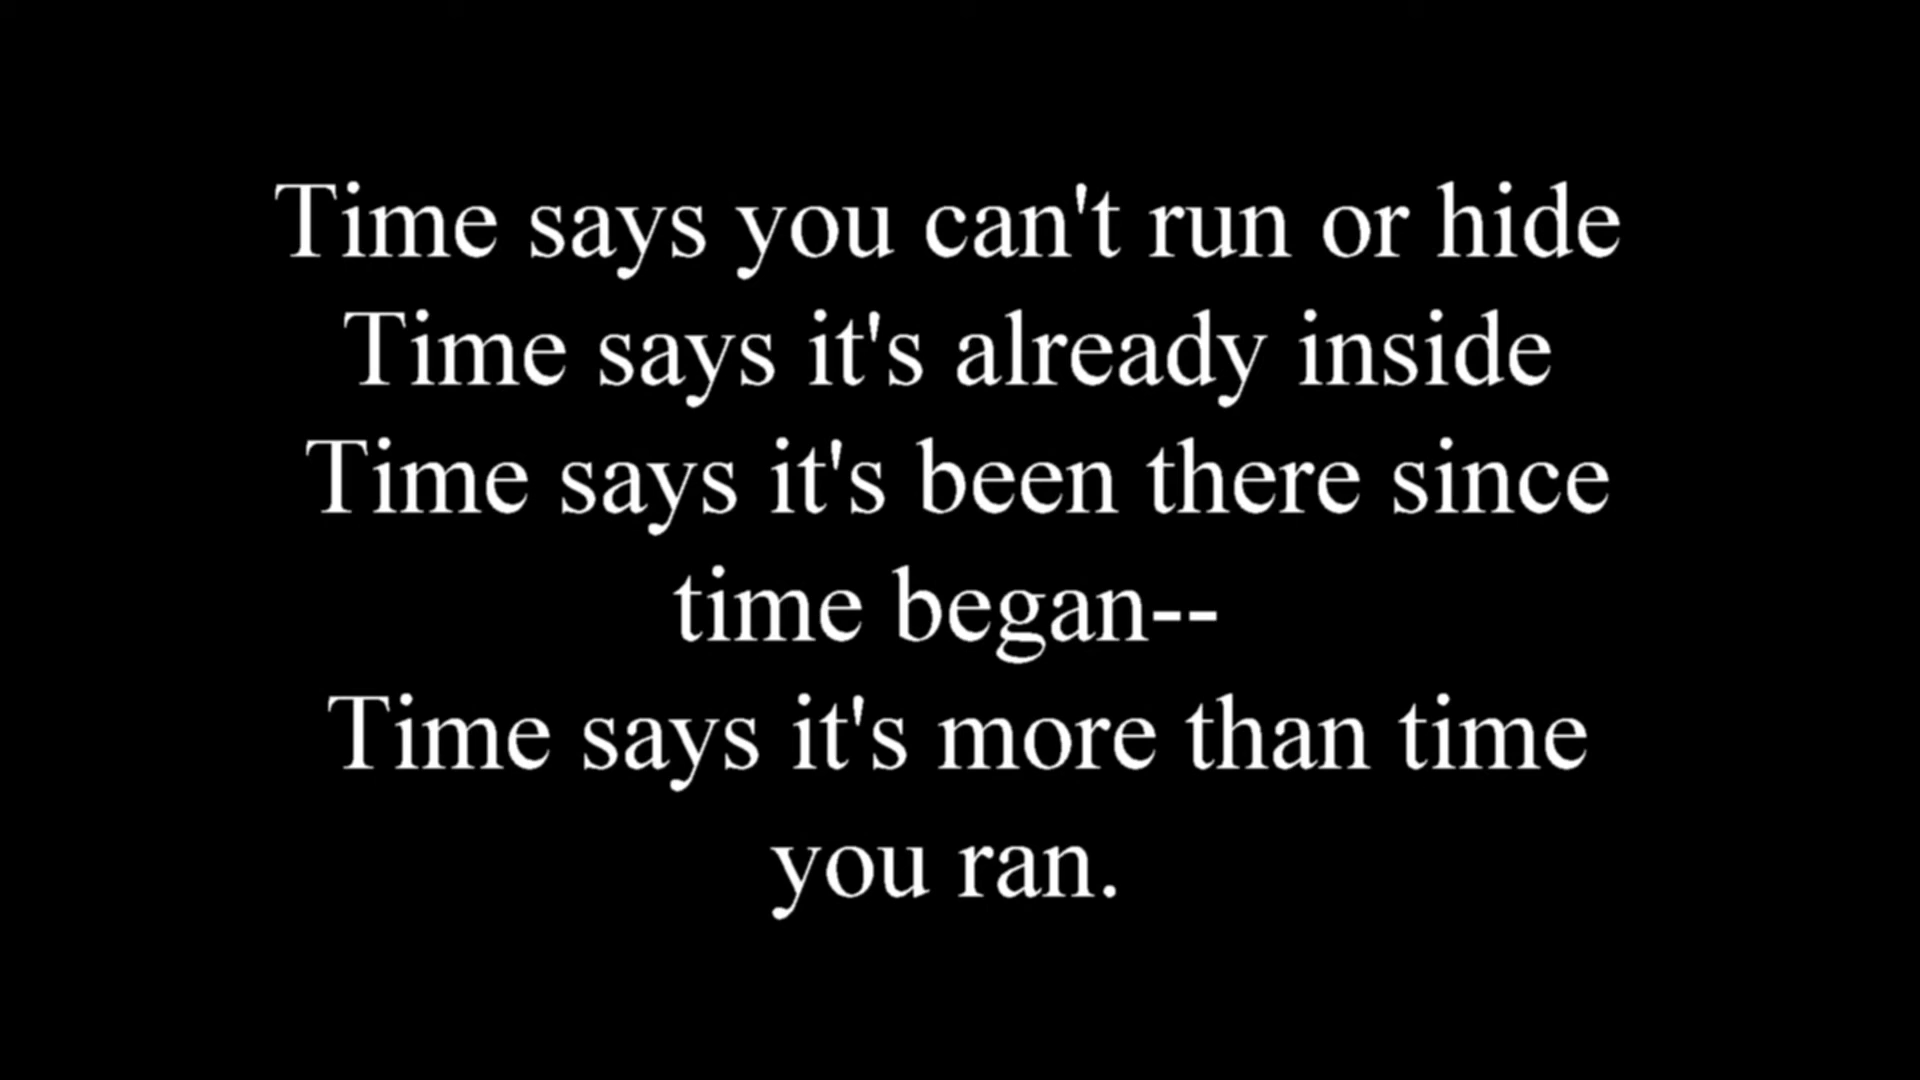 Time says you can't run or hide
Time says it's already inside
Time says it's been there since
time began--
Time says it's more than time
you ran.